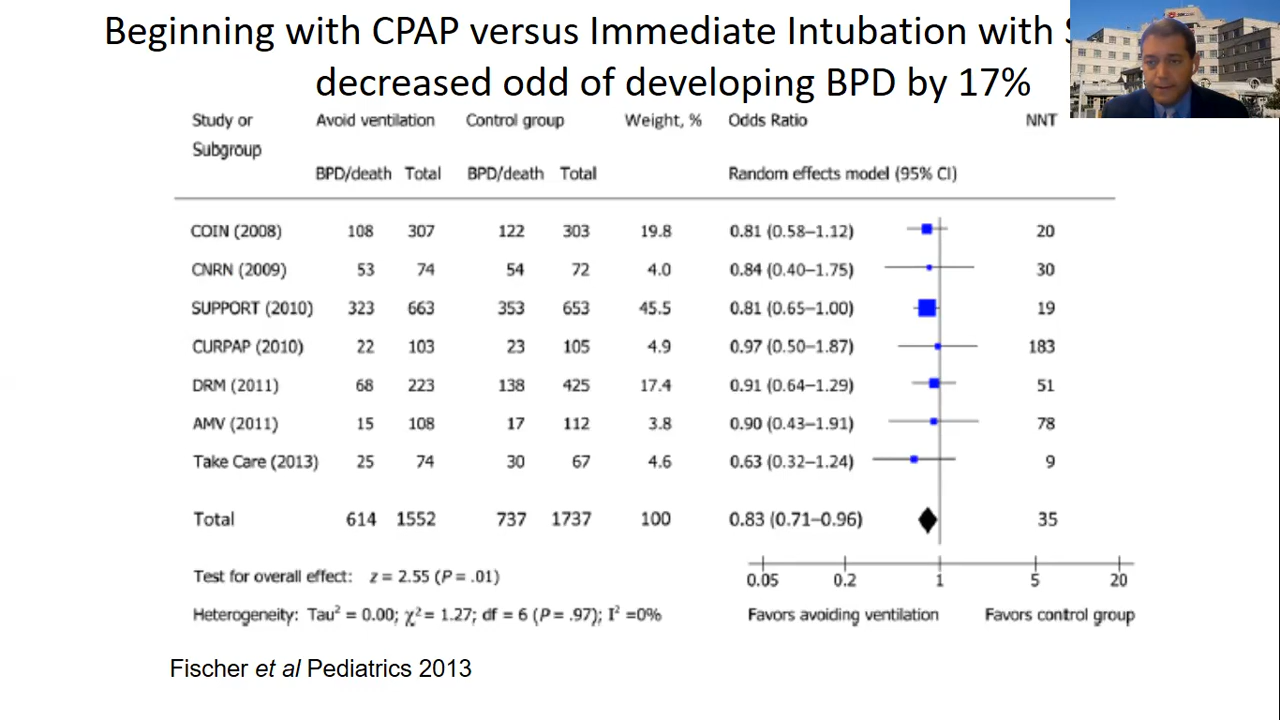 Beginning with CPAP versus Immediate Intubation with
decreased odd of developing BPD by 17%
Study or Subgroup Avoid ventilation Control group Weight, % Odds Ratio NNT
BPD/death Total BPD/death Total Random effects model (95% CI)
COIN (2008) 108 307 122 303 19.8 0.81 (0.58–1.12) 20
CNRN (2009) 53 74 54 72 4.0 0.84 (0.40–1.75) 30
SUPPORT (2010) 323 663 353 653 45.5 0.81 (0.65–1.00) 19
CURPAP (2010) 22 103 23 105 4.9 0.97 (0.50–1.87) 183
DRM (2011) 68 223 138 425 17.4 0.91 (0.64–1.29) 51
AMV (2011) 15 108 17 112 3.8 0.90 (0.43–1.91) 78
Take Care (2013) 25 74 30 67 4.6 0.63 (0.32–1.24) 9
Total 614 1552 737 1737 100 0.83 (0.71–0.96) 35
Test for overall effect: z = 2.55 (P = .01)
0.05 0.2 1 5 20
Heterogeneity: Tau² = 0.00; χ² = 1.27; df = 6 (P = .97); I² =0%
Favors avoiding ventilation Favors control group
Fischer et al Pediatrics 2013